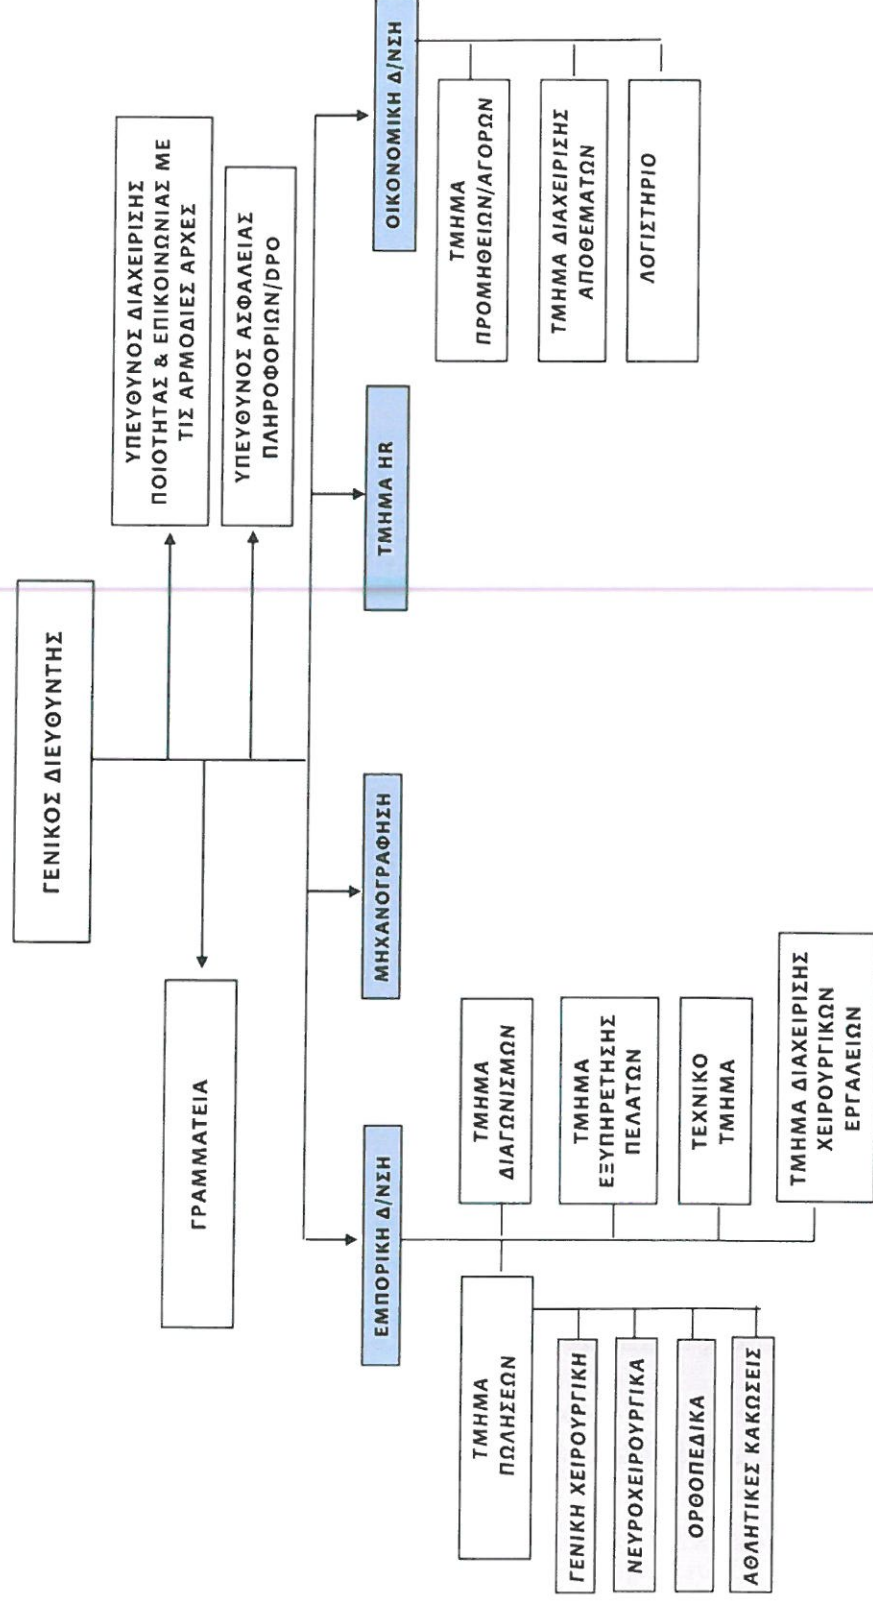 ΓΕΝΙΚΟΣ ΔΙΕΥΘΥΝΤΗΣ
ΓΡΑΜΜΑΤΕΙΑ
ΥΠΕΥΘΥΝΟΣ ΔΙΑΧΕΙΡΙΣΗΣ
ΠΟΙΟΤΗΤΑΣ & ΕΠΙΚΟΙΝΩΝΙΑΣ ΜΕ
ΤΙΣ ΑΡΜΟΔΙΕΣ ΑΡΧΕΣ
ΥΠΕΥΘΥΝΟΣ ΑΣΦΑΛΕΙΑΣ
ΠΛΗΡΟΦΟΡΙΩΝ/DPO
ΕΜΠΟΡΙΚΗ Δ/ΝΣΗ
ΜΗΧΑΝΟΓΡΑΦΗΣΗ
ΤΜΗΜΑ HR
ΟΙΚΟΝΟΜΙΚΗ Δ/ΝΣΗ
ΤΜΗΜΑ
ΠΩΛΗΣΕΩΝ
ΓΕΝΙΚΗ ΧΕΙΡΟΥΡΓΙΚΗ
ΝΕΥΡΟΧΕΙΡΟΥΡΓΙΚΑ
ΟΡΘΟΠΕΔΙΚΑ
ΑΘΛΗΤΙΚΕΣ ΚΑΚΩΣΕΙΣ
ΤΜΗΜΑ
ΔΙΑΓΩΝΙΣΜΩΝ
ΤΜΗΜΑ
ΕΞΥΠΗΡΕΤΗΣΗΣ
ΠΕΛΑΤΩΝ
ΤΕΧΝΙΚΟ
ΤΜΗΜΑ
ΤΜΗΜΑ ΔΙΑΧΕΙΡΙΣΗΣ
ΧΕΙΡΟΥΡΓΙΚΩΝ
ΕΡΓΑΛΕΙΩΝ
ΤΜΗΜΑ
ΠΡΟΜΗΘΕΙΩΝ/ΑΓΟΡΩΝ
ΤΜΗΜΑ ΔΙΑΧΕΙΡΙΣΗΣ
ΑΠΟΘΕΜΑΤΩΝ
ΛΟΓΙΣΤΗΡΙΟ